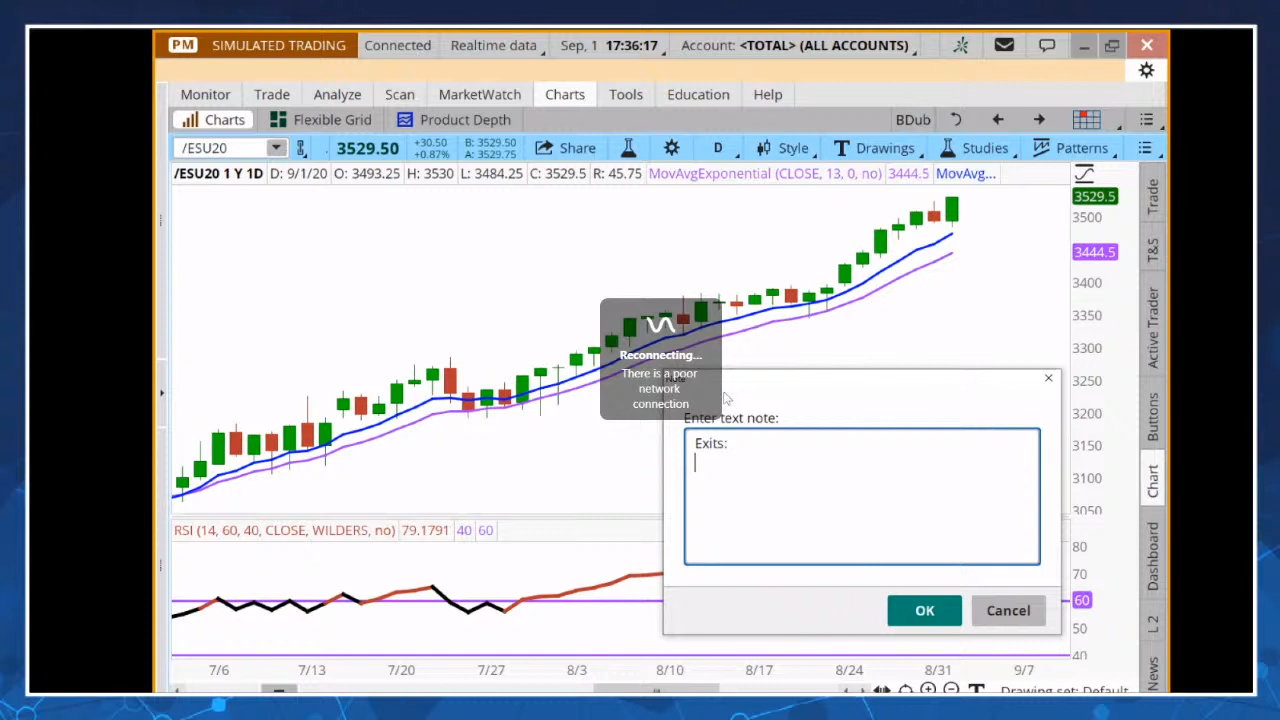 PM SIMULATED TRADING Connected Realtime data Sep, 1 17:36:17 Account: <TOTAL> (ALL ACCOUNTS)
Monitor Trade Analyze Scan MarketWatch Charts Tools Education Help
Charts Flexible Grid Product Depth BDub
/ESU20 3529.50 +30.50 +0.87% B: 3529.50 A: 3529.75 Share D Style Drawings Studies Patterns
/ESU20 1 Y 1D D: 9/1/20 O: 3493.25 H: 3530 L: 3484.25 C: 3529.5 R: 45.75 MovAvgExponential (CLOSE, 13, 0, no) 3444.5 MovAvg...
3529.5
3500
3444.5
3400
3350
3300
3250
3200
3150
3100
3050
Reconnecting...
There is a poor
network
connection
Note
Enter text note:
Exits:
OK Cancel
RSI (14, 60, 40, CLOSE, WILDERS, no) 79.1791 40 60
80
70
60
50
40
7/6 7/13 7/20 7/27 8/3 8/10 8/17 8/24 8/31 9/7
Drawing set: Default
Trade
T&S
Active Trader
Buttons
Chart
Dashboard
L 2
News